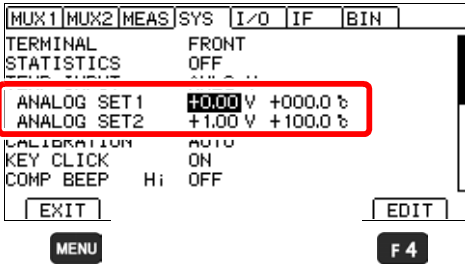 MUX1 MUX2 MEAS SYS I/O IF BIN
TERMINAL FRONT
STATISTICS OFF
ANALOG SET1 +0.00 V +000.0 ℃
ANALOG SET2 +1.00 V +100.0 ℃
CALIBRATION AUTO
KEY CLICK ON
COMP BEEP Hi OFF
EXIT EDIT
MENU F4